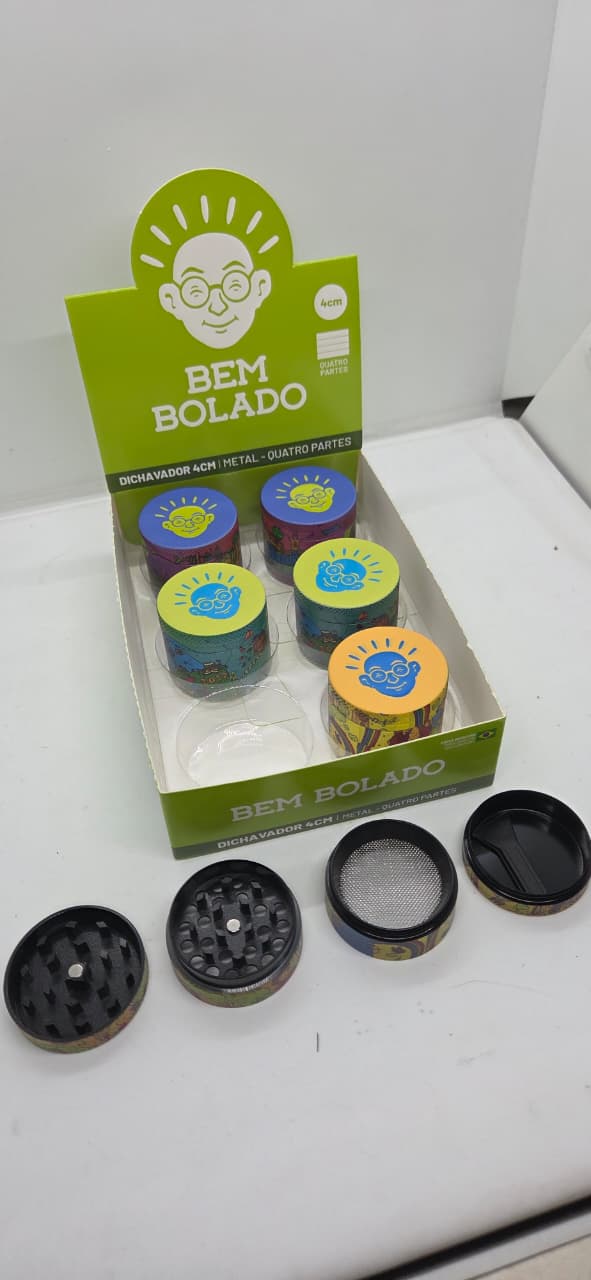 4cm
QUATRO
PARTES
BEM
BOLADO
DICHAVADOR 4CM | METAL - QUATRO PARTES
BEM BOLADO
DICHAVADOR 4CM | METAL - QUATRO PARTES